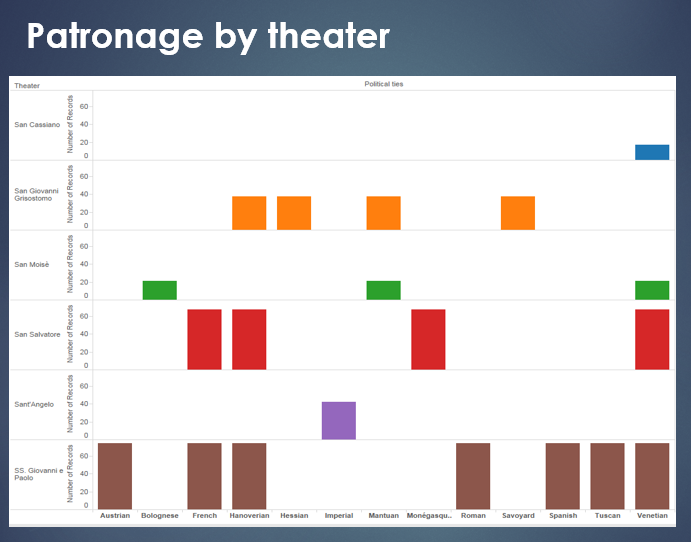 Patronage by theater
Theater
Political ties
San Cassiano
Number of Records
60
40
20
0
San Giovanni
Grisostomo
Number of Records
60
40
20
0
San Moisè
Number of Records
60
40
20
0
San Salvatore
Number of Records
60
40
20
0
Sant'Angelo
Number of Records
60
40
20
0
SS. Giovanni e
Paolo
Number of Records
60
40
20
0
Austrian Bolognese French Hanoverian Hessian Imperial Mantuan Monégasqu.. Roman Savoyard Spanish Tuscan Venetian